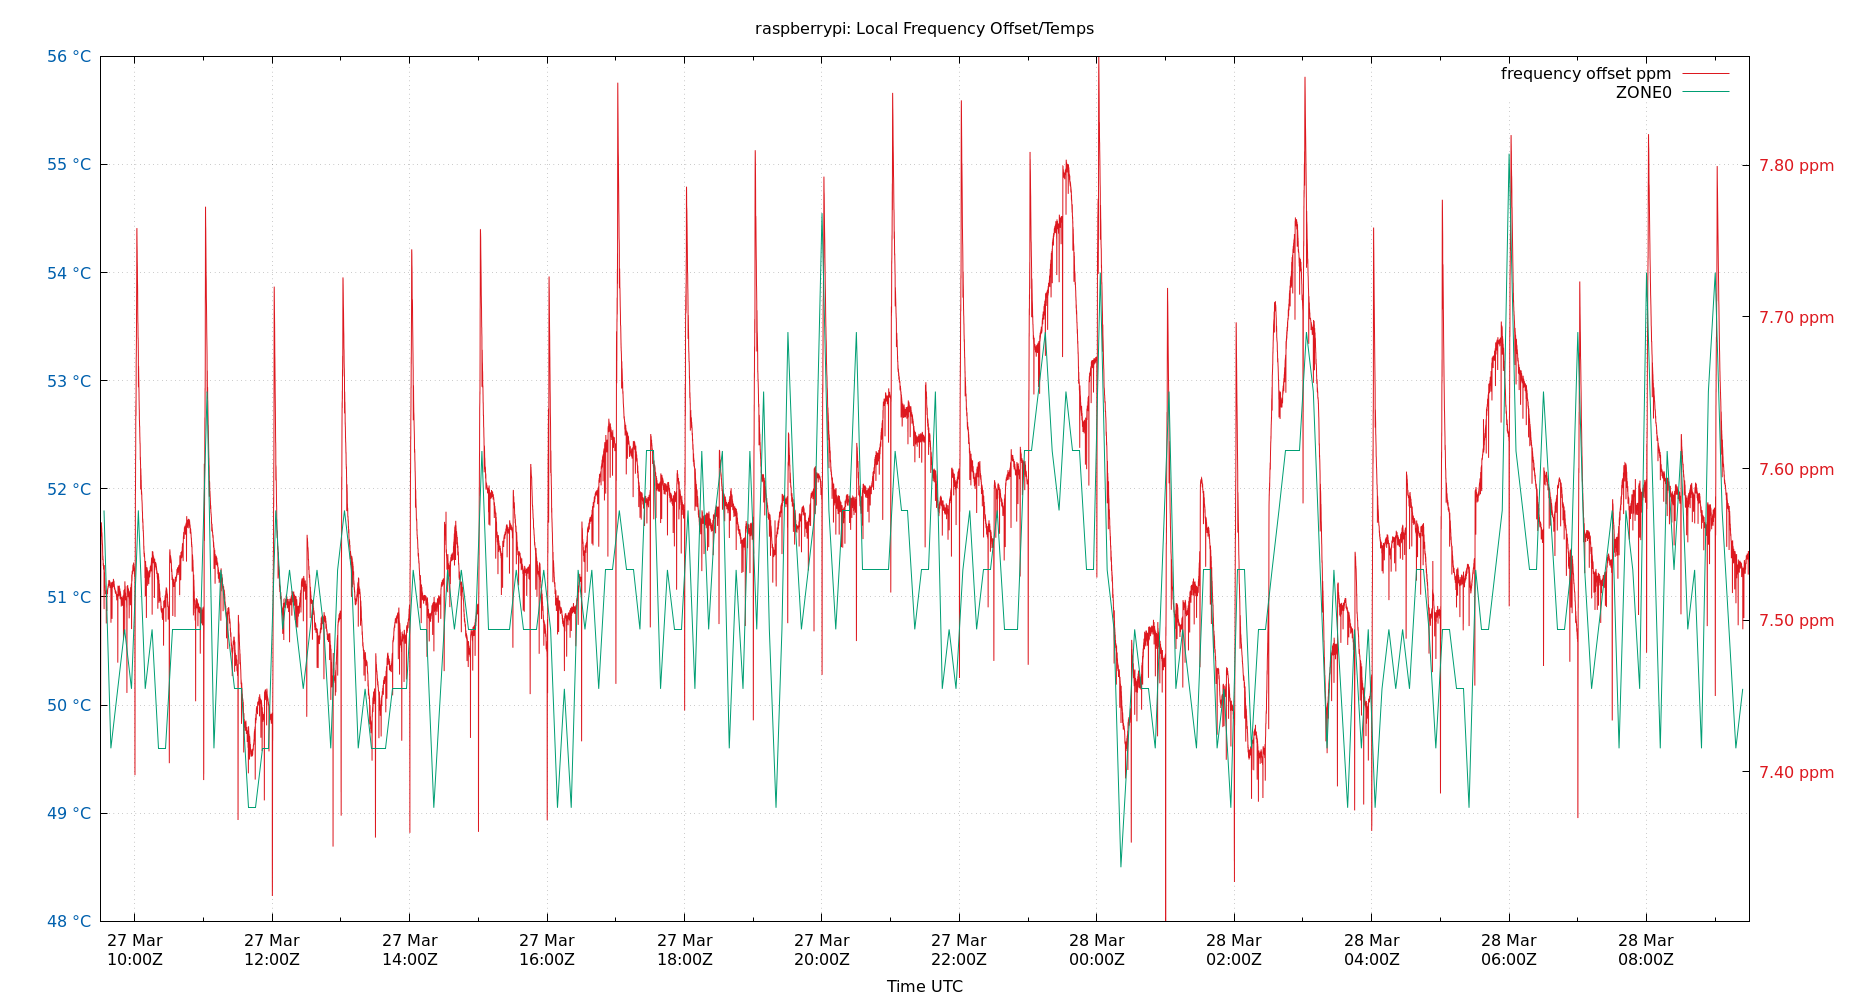 raspberrypi: Local Frequency Offset/Temps
56 °C
55 °C
54 °C
53 °C
52 °C
51 °C
50 °C
49 °C
48 °C
frequency offset ppm
ZONE0
7.80 ppm
7.70 ppm
7.60 ppm
7.50 ppm
7.40 ppm
27 Mar
10:00Z
27 Mar
12:00Z
27 Mar
14:00Z
27 Mar
16:00Z
27 Mar
18:00Z
27 Mar
20:00Z
27 Mar
22:00Z
28 Mar
00:00Z
28 Mar
02:00Z
28 Mar
04:00Z
28 Mar
06:00Z
28 Mar
08:00Z
Time UTC